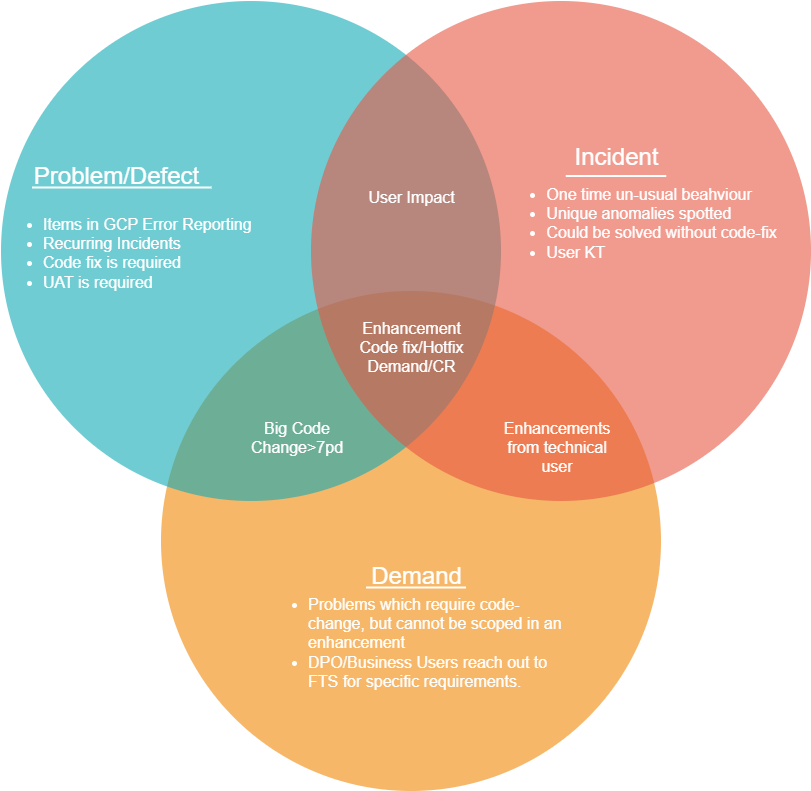 Problem/Defect
• Items in GCP Error Reporting
• Recurring Incidents
• Code fix is required
• UAT is required
User Impact
Incident
• One time un-usual beahviour
• Unique anomalies spotted
• Could be solved without code-fix
• User KT
Enhancement
Code fix/Hotfix
Demand/CR
Big Code
Change>7pd
Enhancements
from technical
user
Demand
• Problems which require code-
change, but cannot be scoped in an
enhancement
• DPO/Business Users reach out to
FTS for specific requirements.